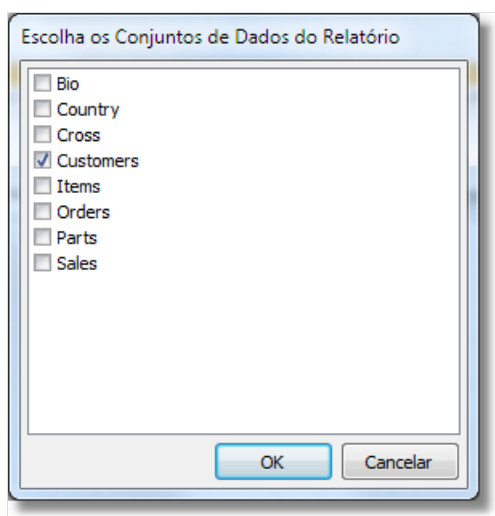 Escolha os Conjuntos de Dados do Relatório
Bio
Country
Cross
Customers
Items
Orders
Parts
Sales
OK Cancelar